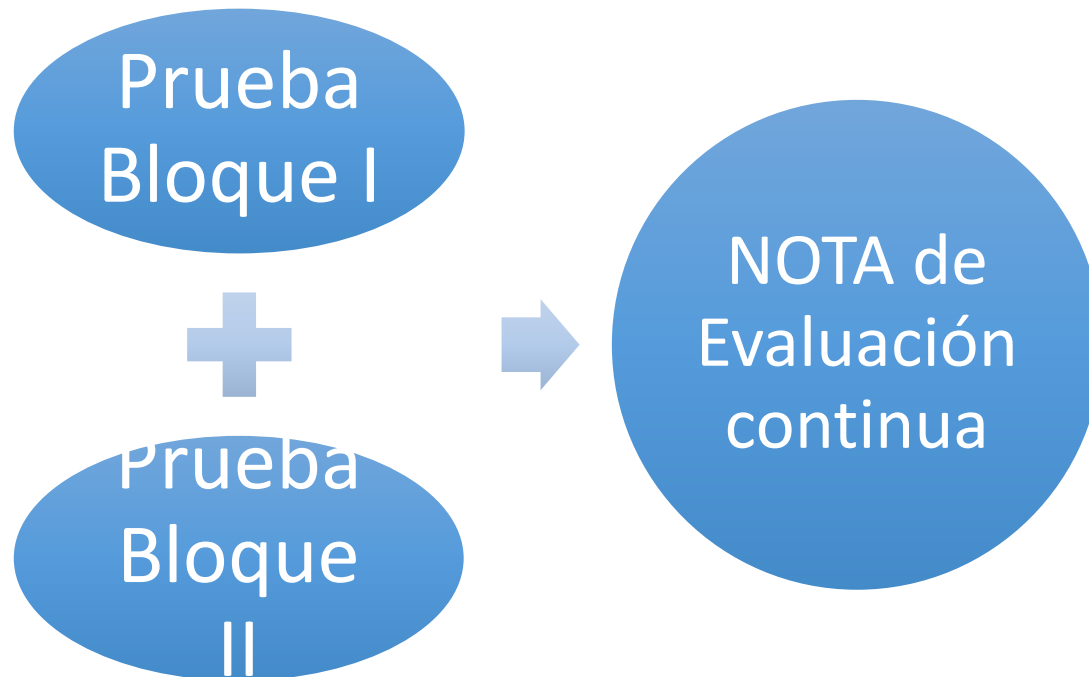 Prueba
Bloque I
Prueba
Bloque
II
NOTA de
Evaluación
continua